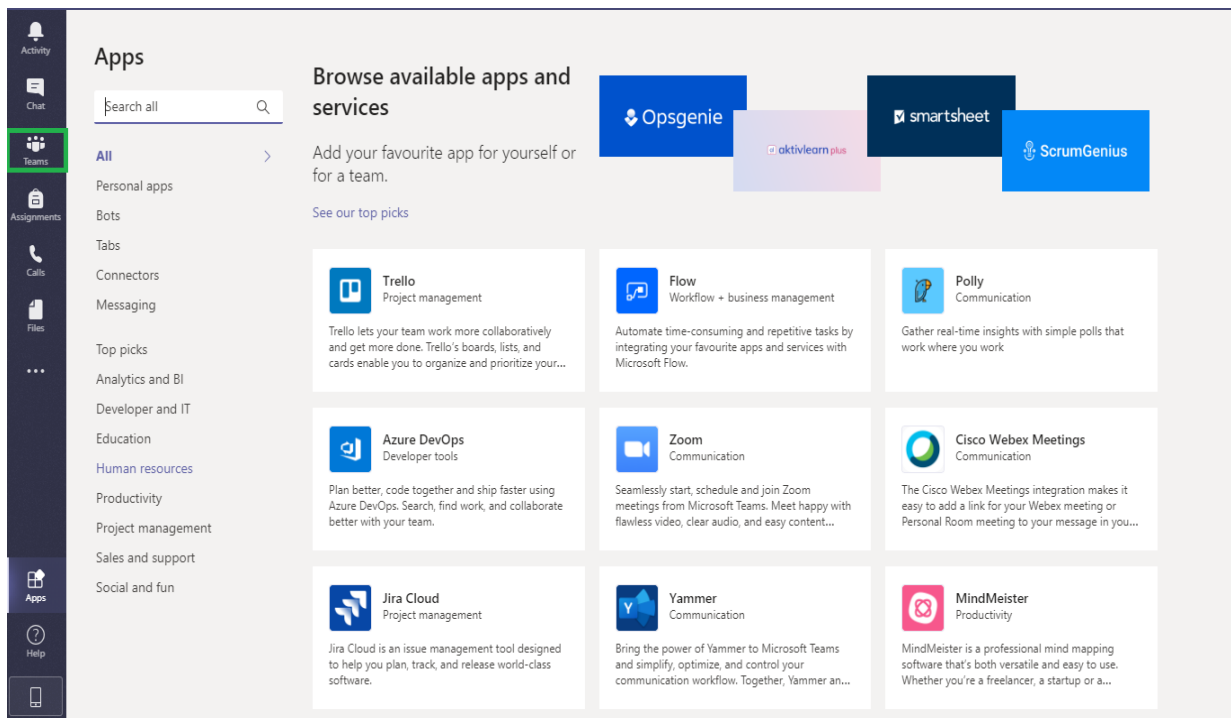 Activity
Chat
Teams
Assignments
Calls
Files
Apps
Help
Apps
Search all
All
Personal apps
Bots
Tabs
Connectors
Messaging
Top picks
Analytics and BI
Developer and IT
Education
Human resources
Productivity
Project management
Sales and support
Social and fun
Browse available apps and
services
Add your favourite app for yourself or
for a team.
See our top picks
Opsgenie
aktivlearn plus
smartsheet
ScrumGenius
Trello
Project management
Trello lets your team work more collaboratively
and get more done. Trello's boards, lists, and
cards enable you to organize and prioritize your...
Flow
Workflow + business management
Automate time-consuming and repetitive tasks by
integrating your favourite apps and services with
Microsoft Flow.
Polly
Communication
Gather real-time insights with simple polls that
work where you work
Azure DevOps
Developer tools
Plan better, code together and ship faster using
Azure DevOps. Search, find work, and collaborate
better with your team.
Zoom
Communication
Seamlessly start, schedule and join Zoom
meetings from Microsoft Teams. Meet happy with
flawless video, clear audio, and easy content...
Cisco Webex Meetings
Communication
The Cisco Webex Meetings integration makes it
easy to add a link for your Webex meeting or
Personal Room meeting to your message in you...
Jira Cloud
Project management
Jira Cloud is an issue management tool designed
to help you plan, track, and release world-class
software.
Y
Yammer
Communication
Bring the power of Yammer to Microsoft Teams
and simplify, optimize, and control your
communication workflow. Together, Yammer an...
MindMeister
Productivity
MindMeister is a professional mind mapping
software that's both versatile and easy to use.
Whether you're a freelancer, a startup or a...